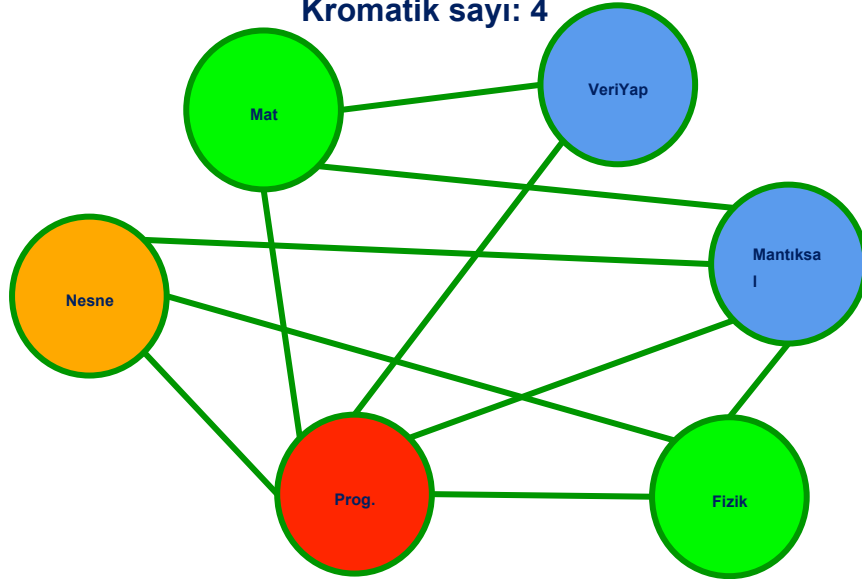 Kromatik sayı: 4
VeriYap
Mat
Mantıksa
l
Nesne
Prog.
Fizik